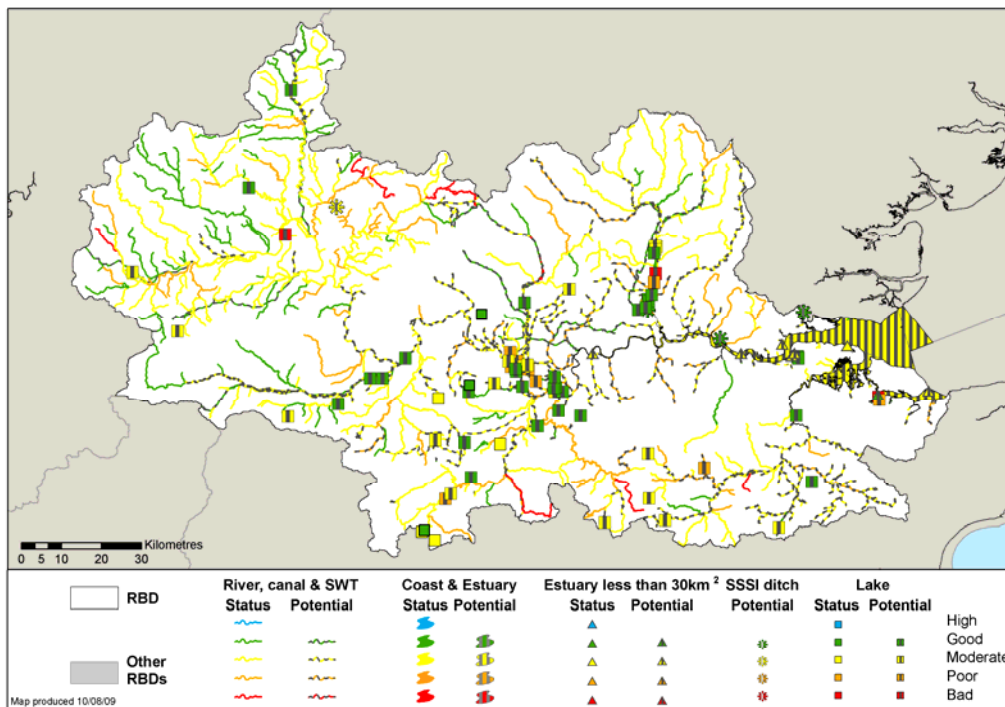 0 5 10 20 30 Kilometres
RBD
Other
RBDs
Map produced 10/08/09
River, canal & SWT
Status Potential
Coast & Estuary
Status Potential
Estuary less than 30km 2
Status Potential
SSSI ditch
Potential
Lake
Status Potential
High
Good
Moderate
Poor
Bad